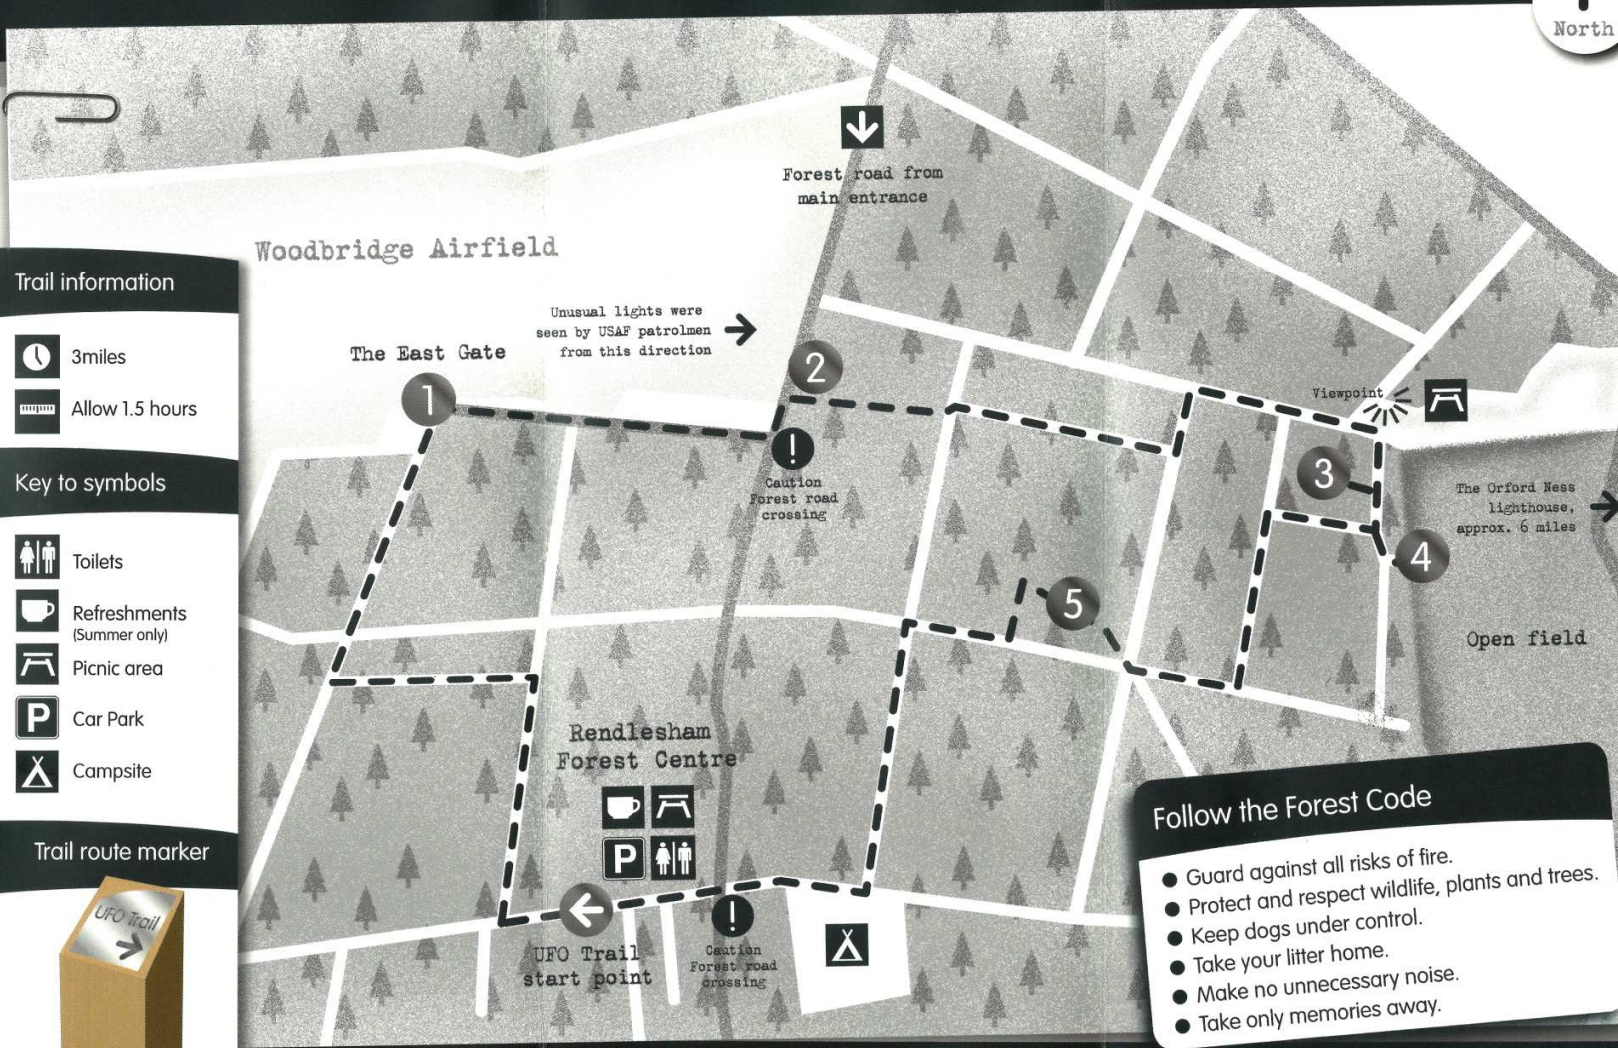 North
Woodbridge Airfield
Forest road from
main entrance
Unusual lights were
seen by USAF patrolmen
from this direction
The East Gate
1
2
Viewpoint
3
The Orford Ness
lighthouse,
approx. 6 miles
4
!
Caution
Forest road
crossing
5
Open field
Rendlesham
Forest Centre
P
UFO Trail
start point
!
Caution
Forest road
crossing
Trail information
3miles
Allow 1.5 hours
Key to symbols
Toilets
Refreshments
(Summer only)
Picnic area
P
Car Park
Campsite
Trail route marker
UFO Trail
Follow the Forest Code
● Guard against all risks of fire.
● Protect and respect wildlife, plants and trees.
● Keep dogs under control.
● Take your litter home.
● Make no unnecessary noise.
● Take only memories away.